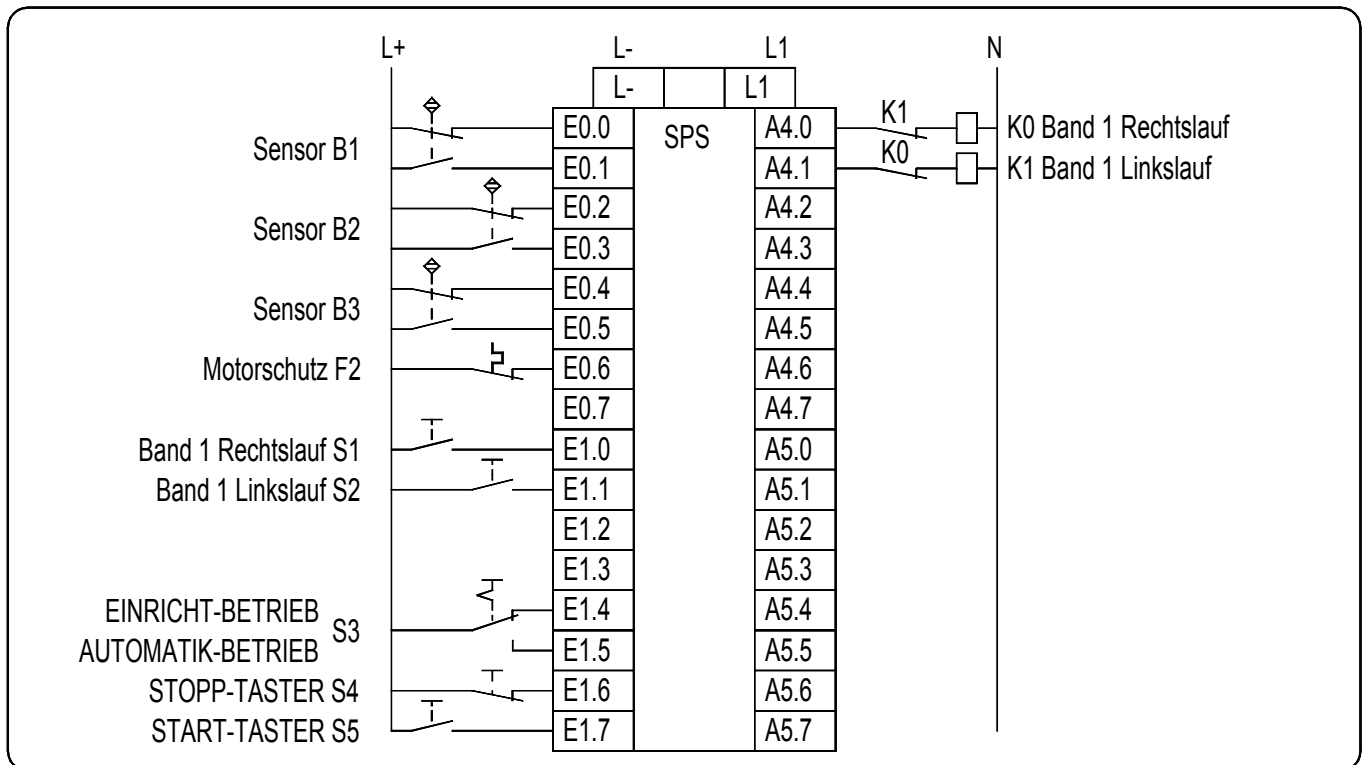 L+ L- L1 N
L- L1
Sensor B1 E0.0 SPS A4.0 K1 K0 Band 1 Rechtslauf
E0.1 A4.1 K0 K1 Band 1 Linkslauf
Sensor B2 E0.2 A4.2
E0.3 A4.3
Sensor B3 E0.4 A4.4
E0.5 A4.5
Motorschutz F2 E0.6 A4.6
E0.7 A4.7
Band 1 Rechtslauf S1 E1.0 A5.0
Band 1 Linkslauf S2 E1.1 A5.1
E1.2 A5.2
E1.3 A5.3
EINRICHT-BETRIEB S3 E1.4 A5.4
AUTOMATIK-BETRIEB E1.5 A5.5
STOPP-TASTER S4 E1.6 A5.6
START-TASTER S5 E1.7 A5.7